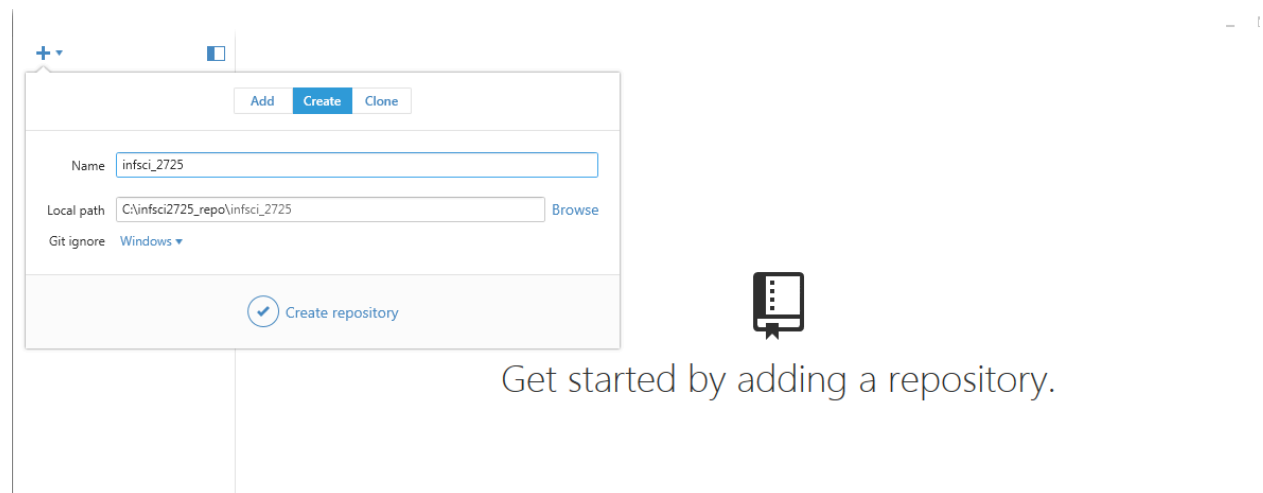 Add Create Clone
Name infsci_2725
Local path C:\infsci2725_repo\infsci_2725 Browse
Git ignore Windows
Create repository
Get started by adding a repository.